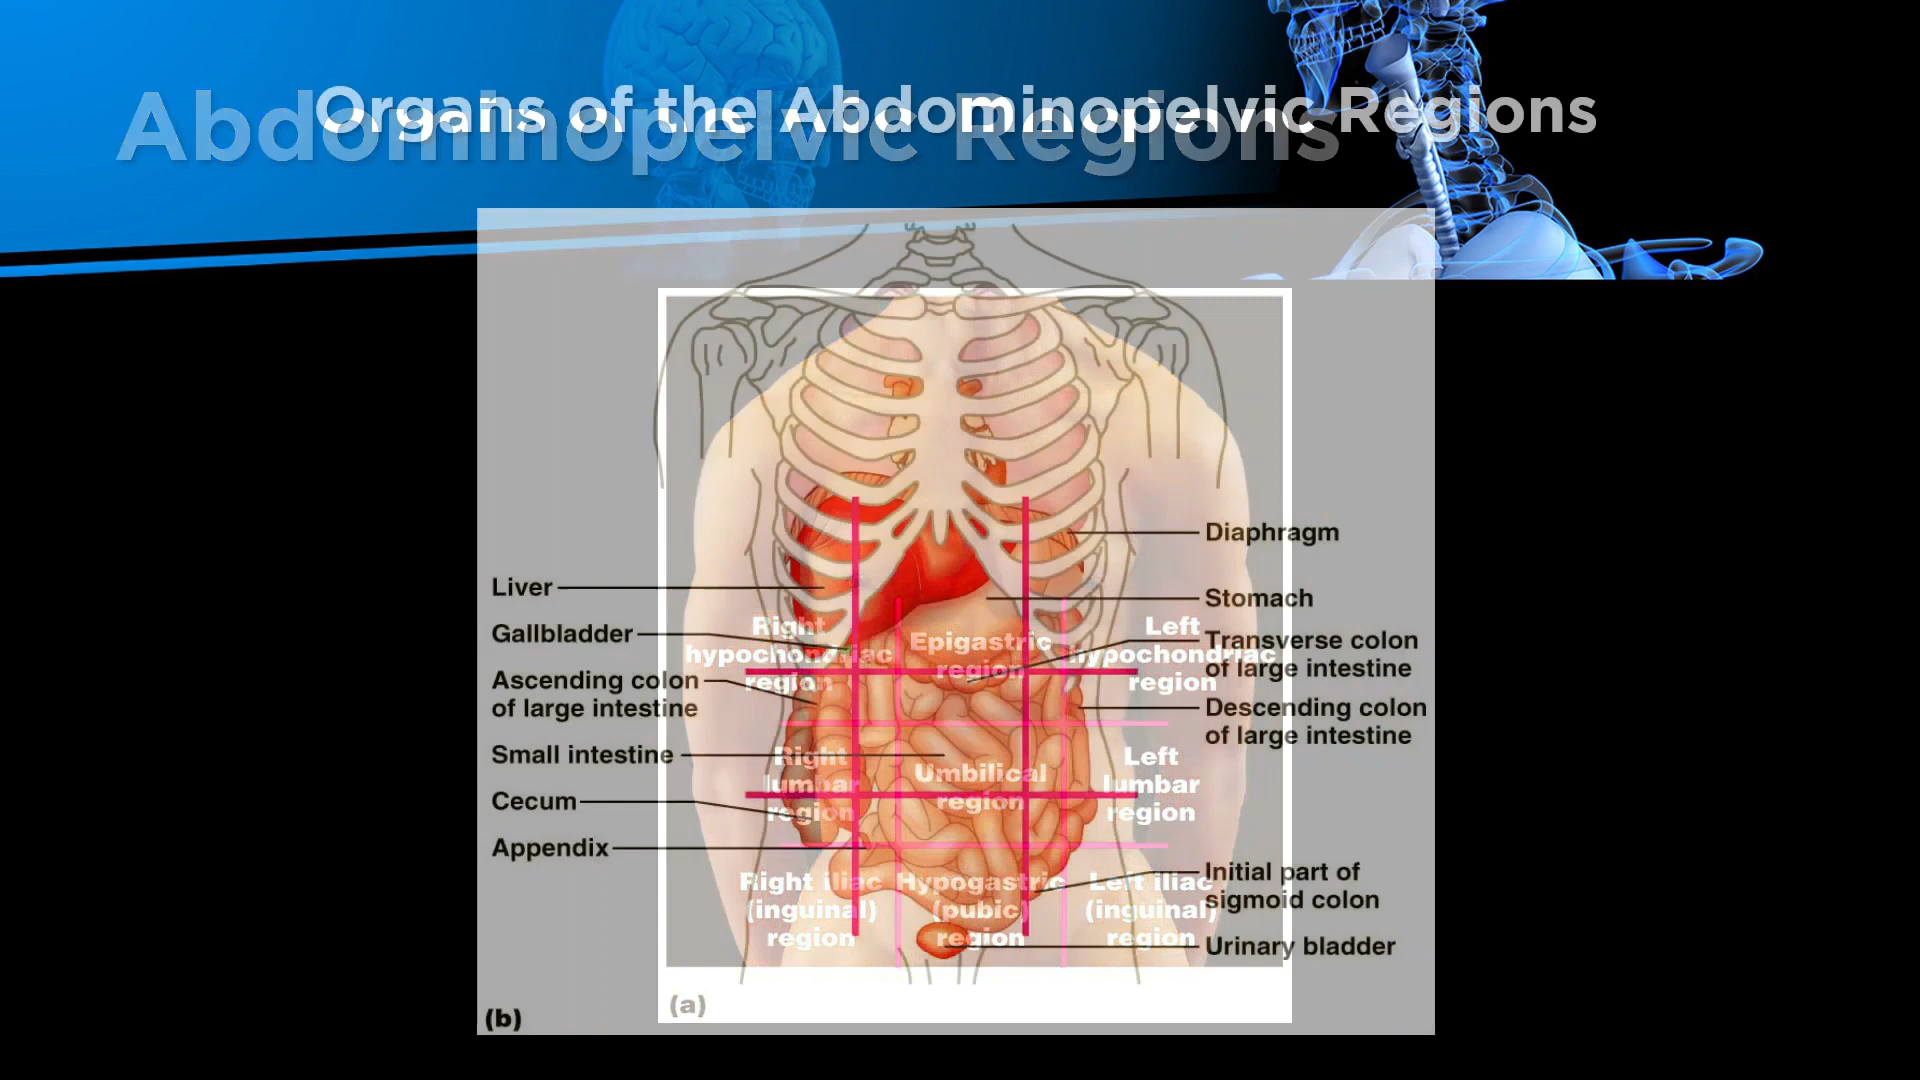 Abdominopelvic Regions
Organs of the Abdominopelvic Regions
Diaphragm
Liver
Stomach
Gallbladder
Transverse colon
of large intestine
Ascending colon
of large intestine
Descending colon
of large intestine
Small intestine
Cecum
Appendix
Initial part of
sigmoid colon
Urinary bladder
Right
hypochondriac
region
Epigastric
region
Left
hypochondriac
region
Right
lumbar
region
Umbilical
region
Left
lumbar
region
Right iliac
(inguinal)
region
Hypogastric
(pubic)
region
Left iliac
(inguinal)
region
(a)
(b)